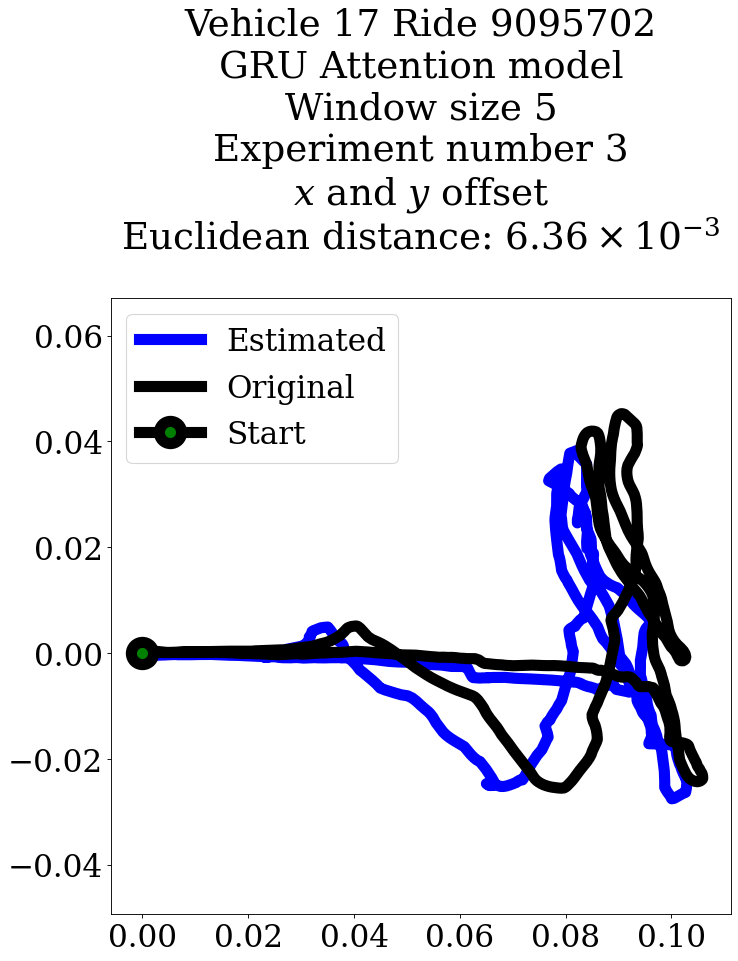 Vehicle 17 Ride 9095702
GRU Attention model
Window size 5
Experiment number 3
x and y offset
Euclidean distance: 6.36 × 10⁻³
Estimated
Original
Start
0.06
0.04
0.02
0.00
−0.02
−0.04
0.00 0.02 0.04 0.06 0.08 0.10